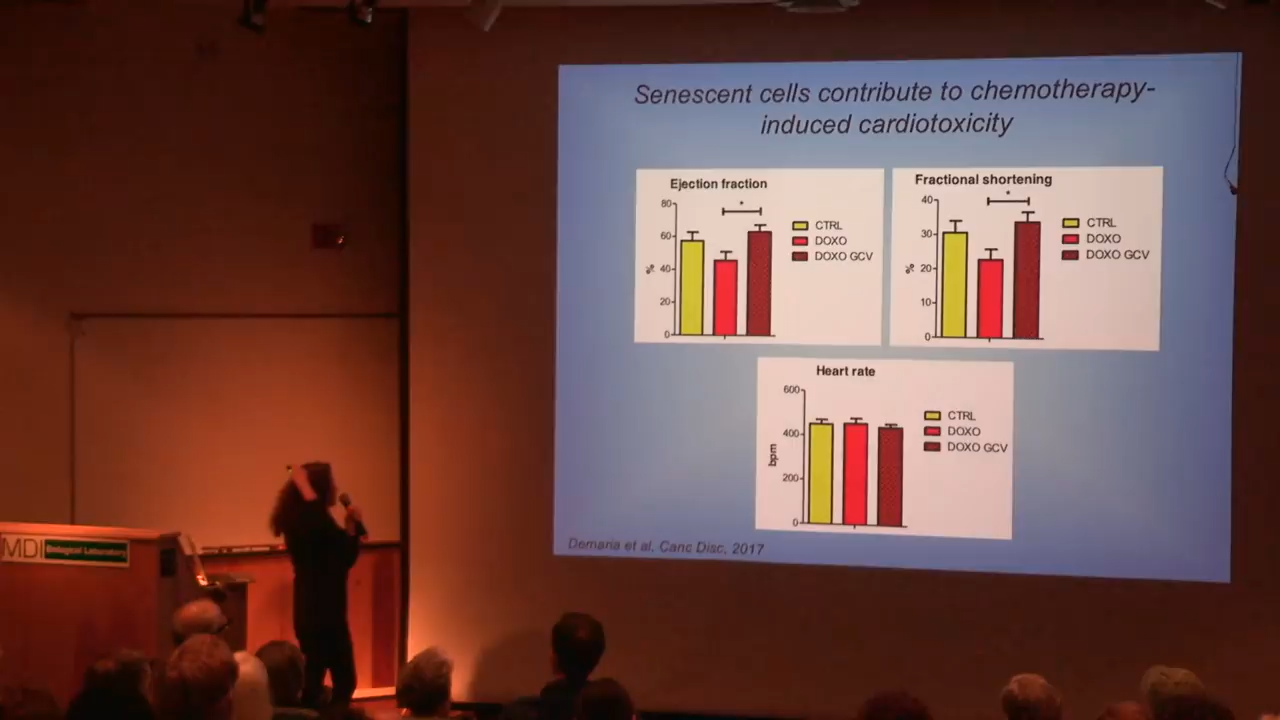 Senescent cells contribute to chemotherapy-
induced cardiotoxicity
Ejection fraction
80
60
40
20
0
%
*
CTRL
DOXO
DOXO GCV
Fractional shortening
40
30
20
10
0
%
*
CTRL
DOXO
DOXO GCV
Heart rate
600
400
200
0
bpm
CTRL
DOXO
DOXO GCV
Demaria et al, Canc Disc. 2017
MDI Biological Laboratory